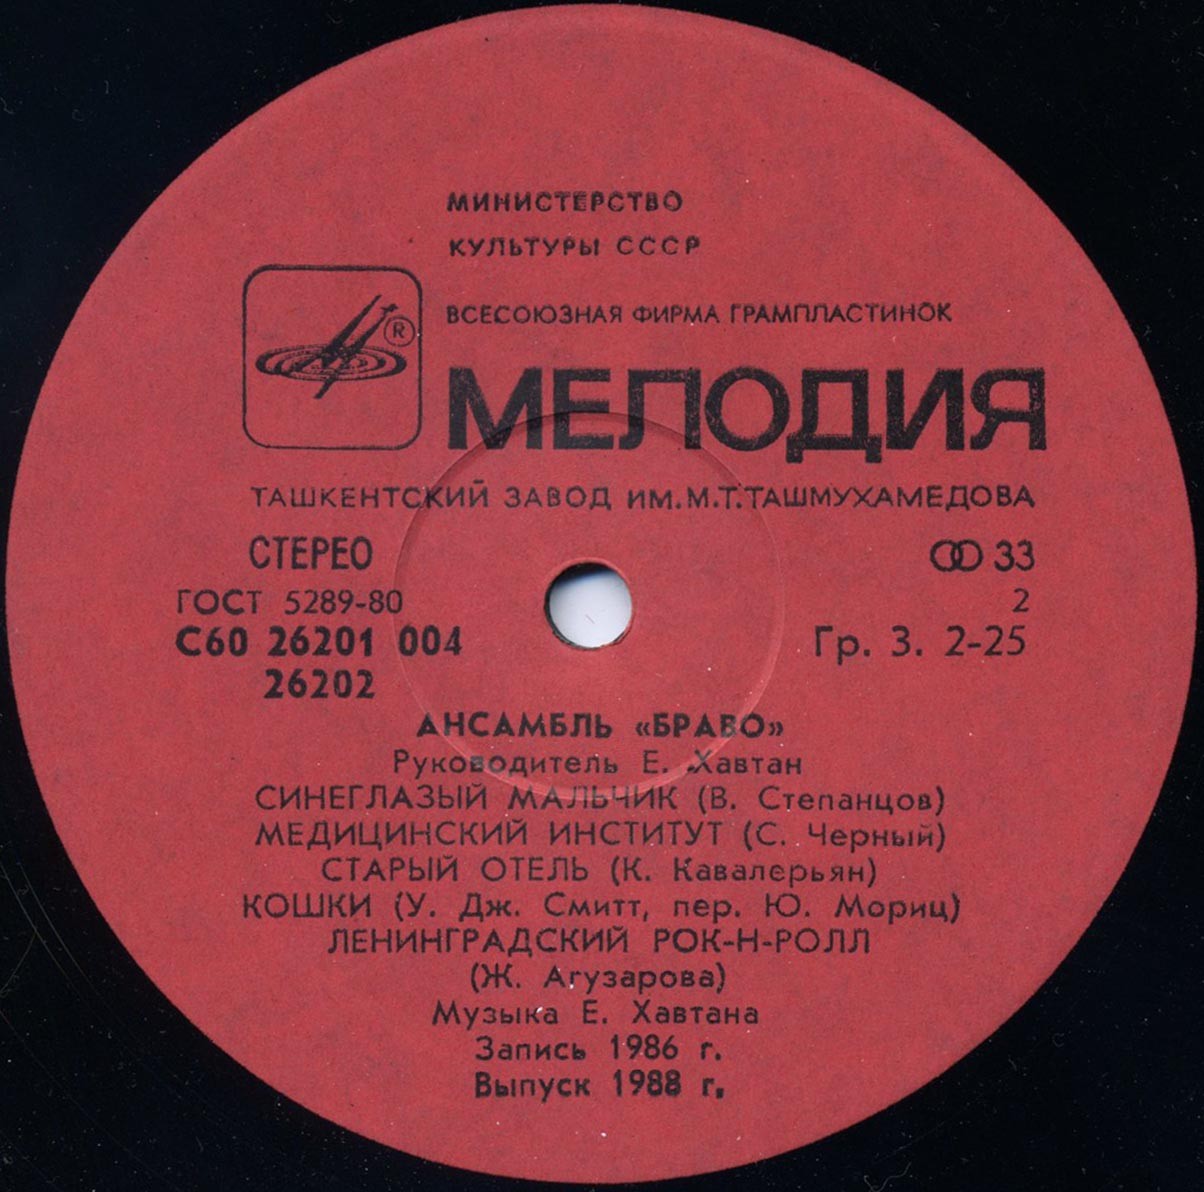 МИНИСТЕРСТВО
КУЛЬТУРЫ СССР
ВСЕСОЮЗНАЯ ФИРМА ГРАМПЛАСТИНОК
®
МЕЛОДИЯ
ТАШКЕНТСКИЙ ЗАВОД ИМ.М.Т.ТАШМУХАМЕДОВА
СТЕРЕО 33
ГОСТ 5289-80 2
С60 26201 004 Гр. 3. 2-25
26202
АНСАМБЛЬ «БРАВО»
Руководитель Е. Хавтан
СИНЕГЛАЗЫЙ МАЛЬЧИК (В. Степанцов)
МЕДИЦИНСКИЙ ИНСТИТУТ (С. Черный)
СТАРЫЙ ОТЕЛЬ (К. Кавалерьян)
КОШКИ (У. Дж. Смитт, пер. Ю. Мориц)
ЛЕНИНГРАДСКИЙ РОК-Н-РОЛЛ
(Ж. Агузарова)
Музыка Е. Хавтана
Запись 1986 г.
Выпуск 1988 г.